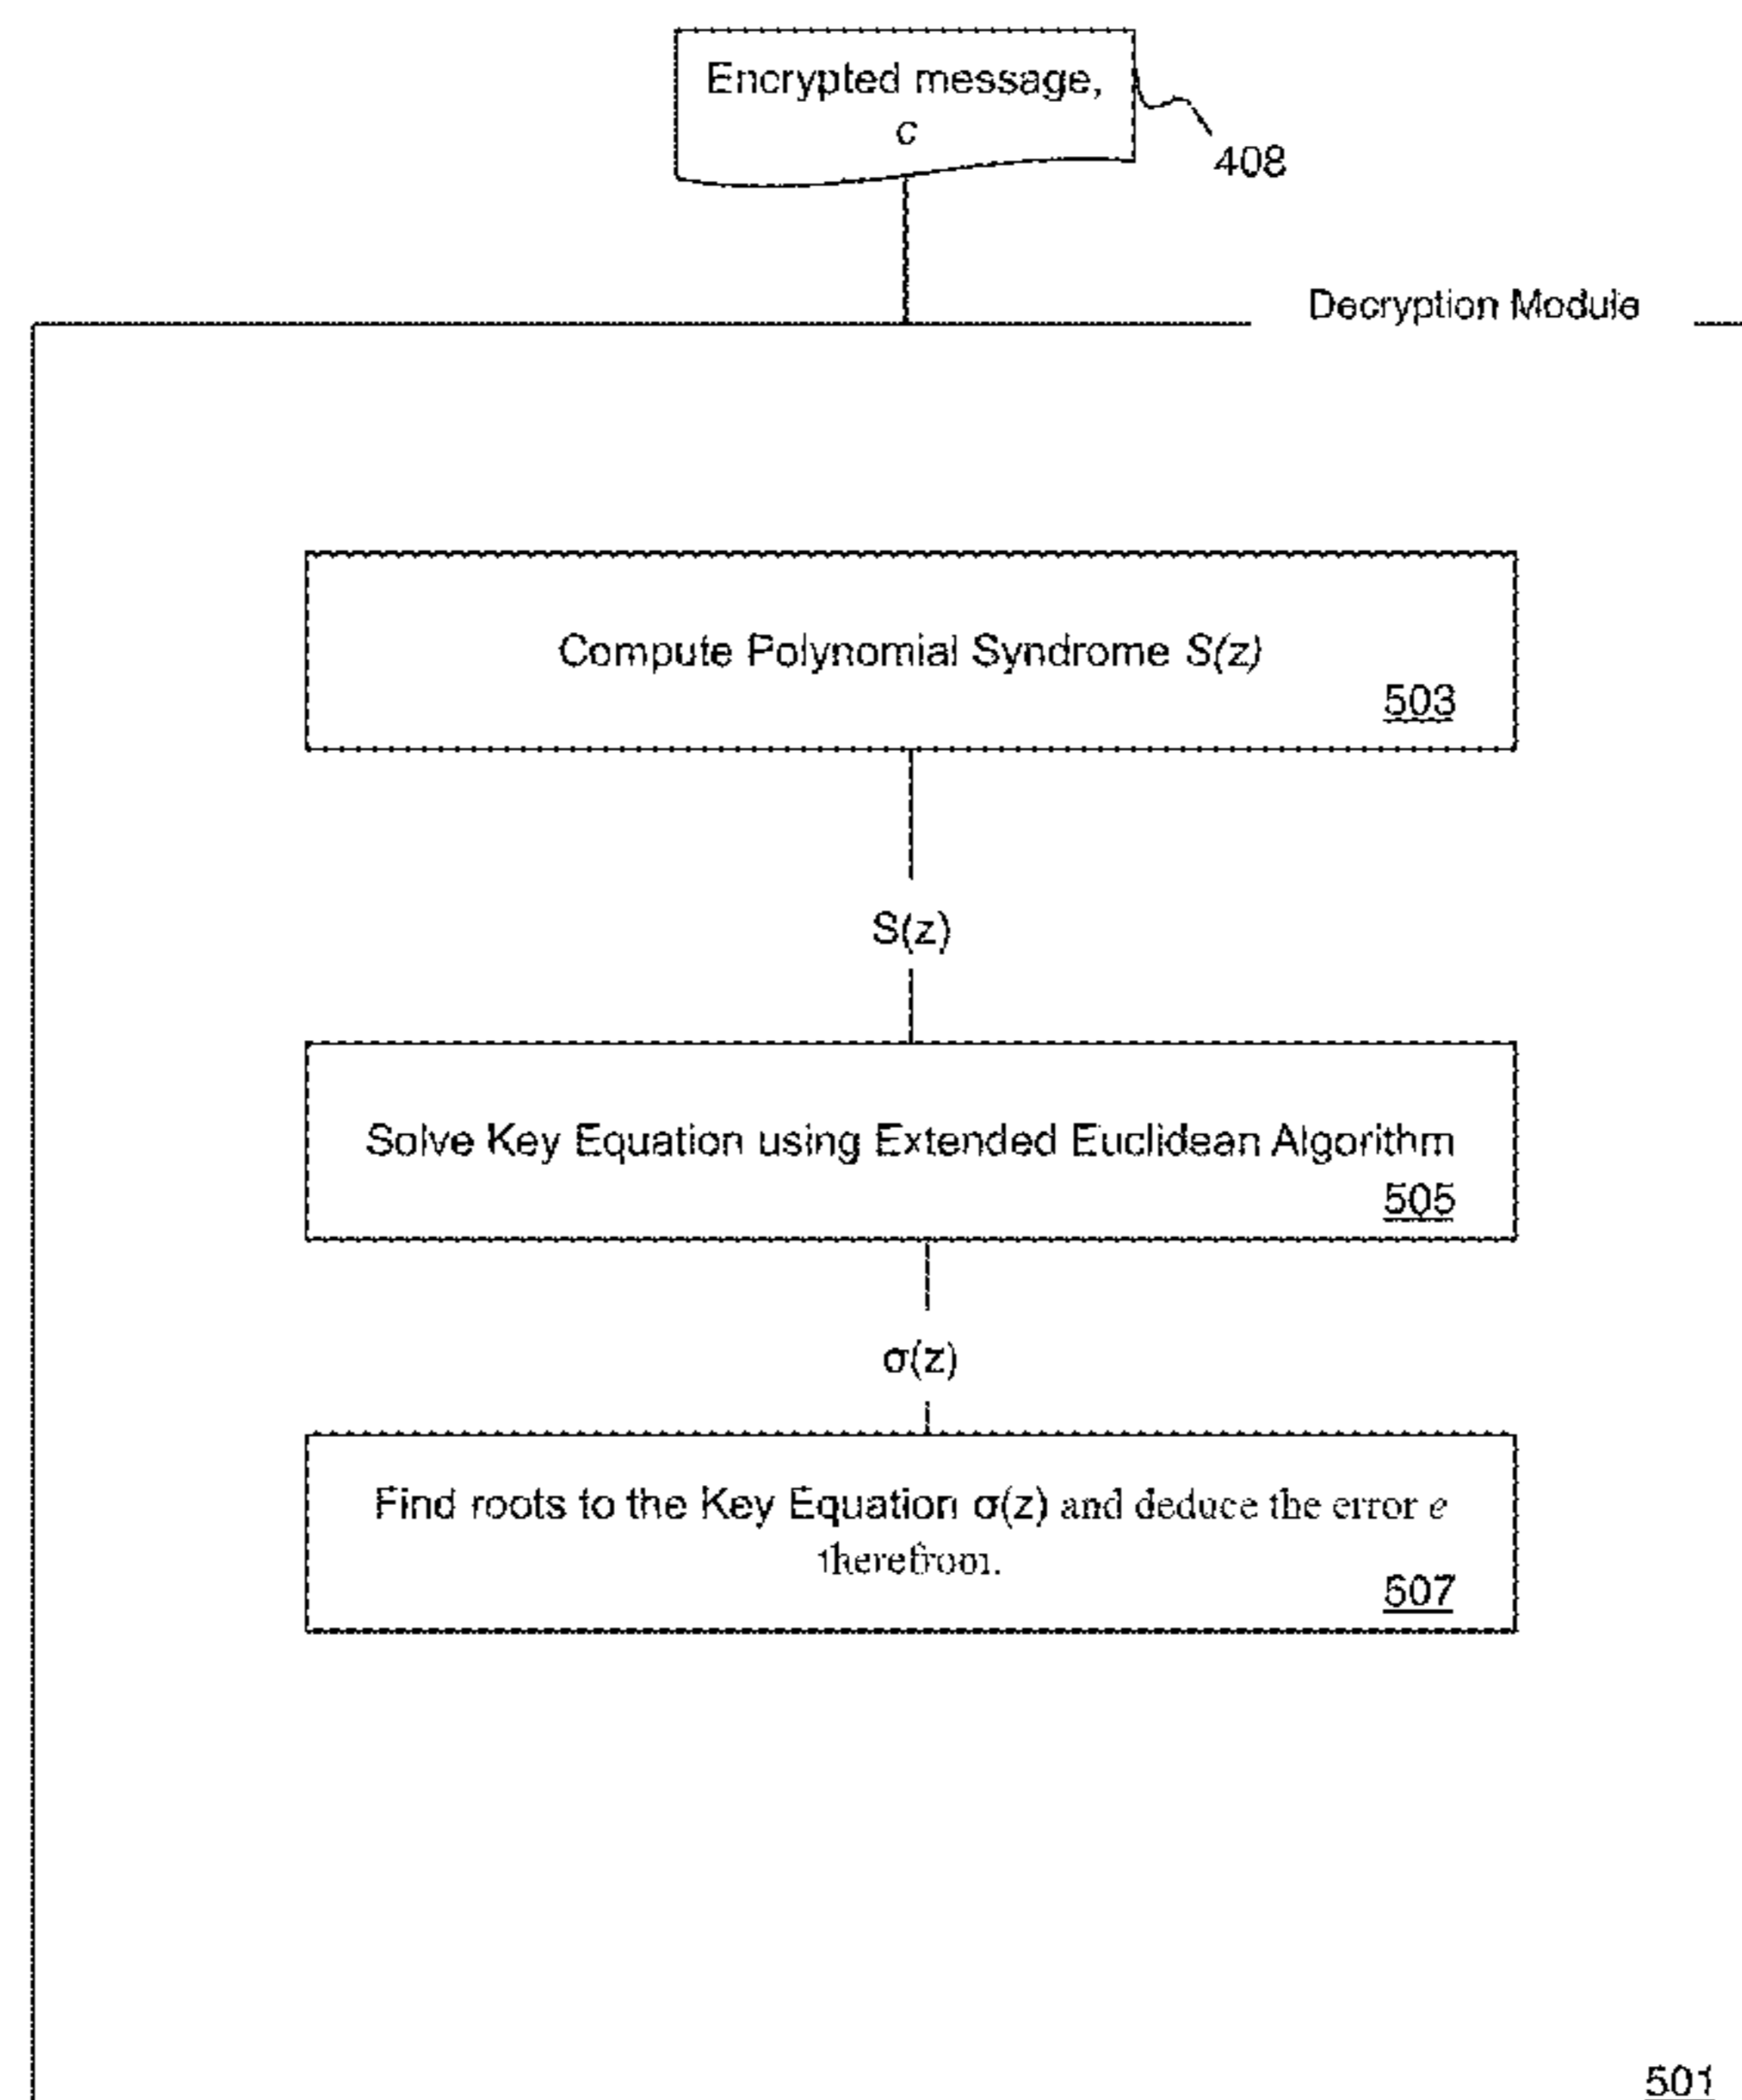 Encrypted message,
c
408
Decryption Module
Compute Polynomial Syndrome S(z)
503
S(z)
Solve Key Equation using Extended Euclidean Algorithm
505
σ(z)
Find roots to the Key Equation σ(z) and deduce the error e
therefrom.
507
501